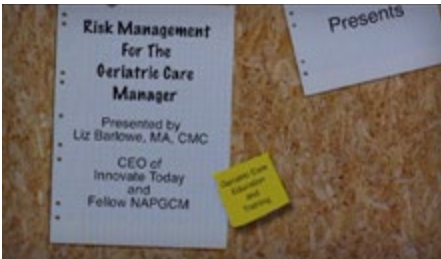 Presents
Risk Management
For The
Geriatric Care
Manager
Presented by
Liz Barlowe, MA, CMC
CEO of
Innovate Today
and
Fellow NAPGCM
Geriatric Care
Education
and
Training